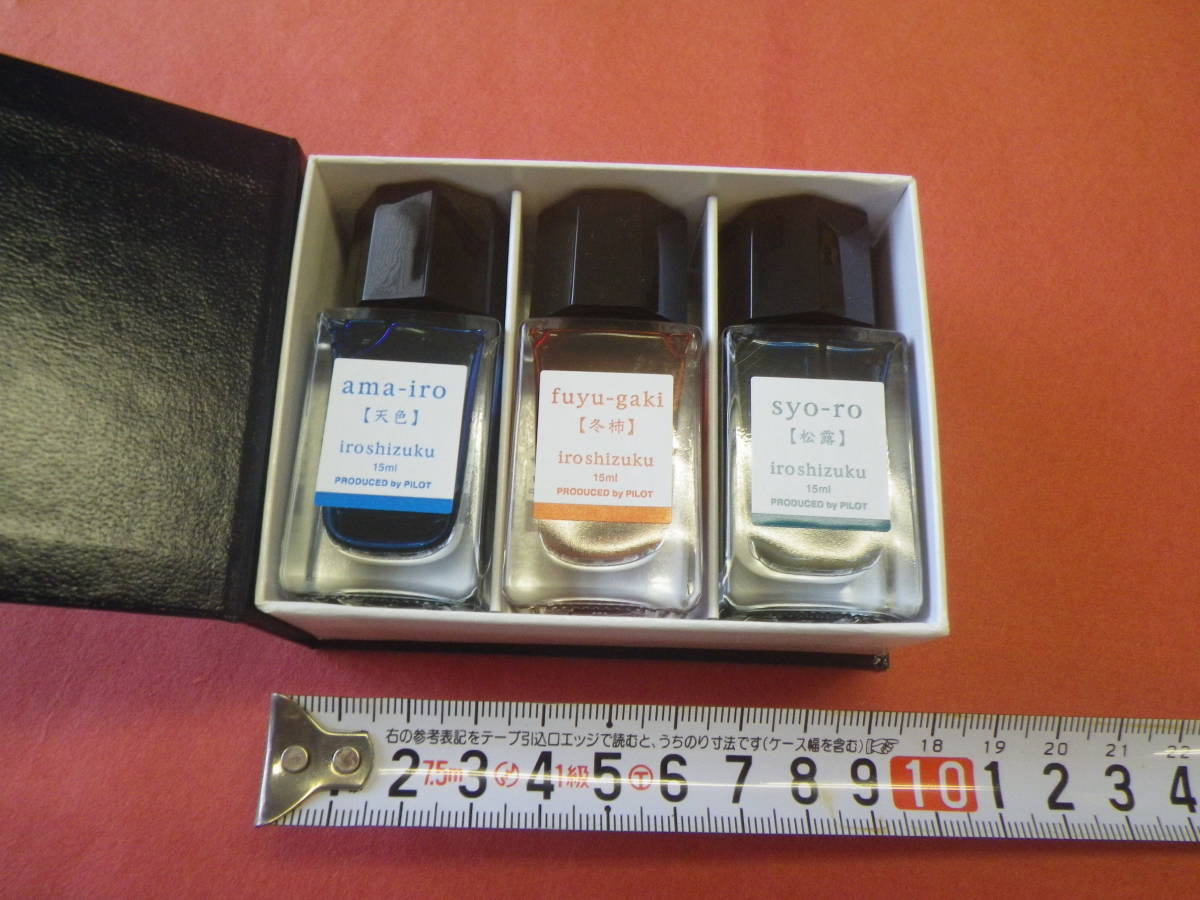 ama-iro
【天色】
iroshizuku
15ml
PRODUCED by PILOT
fuyu-gaki
【冬柿】
iroshizuku
15ml
PRODUCED by PILOT
syo-ro
【松露】
iroshizuku
15ml
PRODUCED by PILOT
右の参考表記をテープ引込口エッジで読むと、うちのり寸法です(ケース幅を含む) 18 19 20 21 22
1 2 7.5m 3 4 1級 5 6 7 8 9 10 1 2 3 4